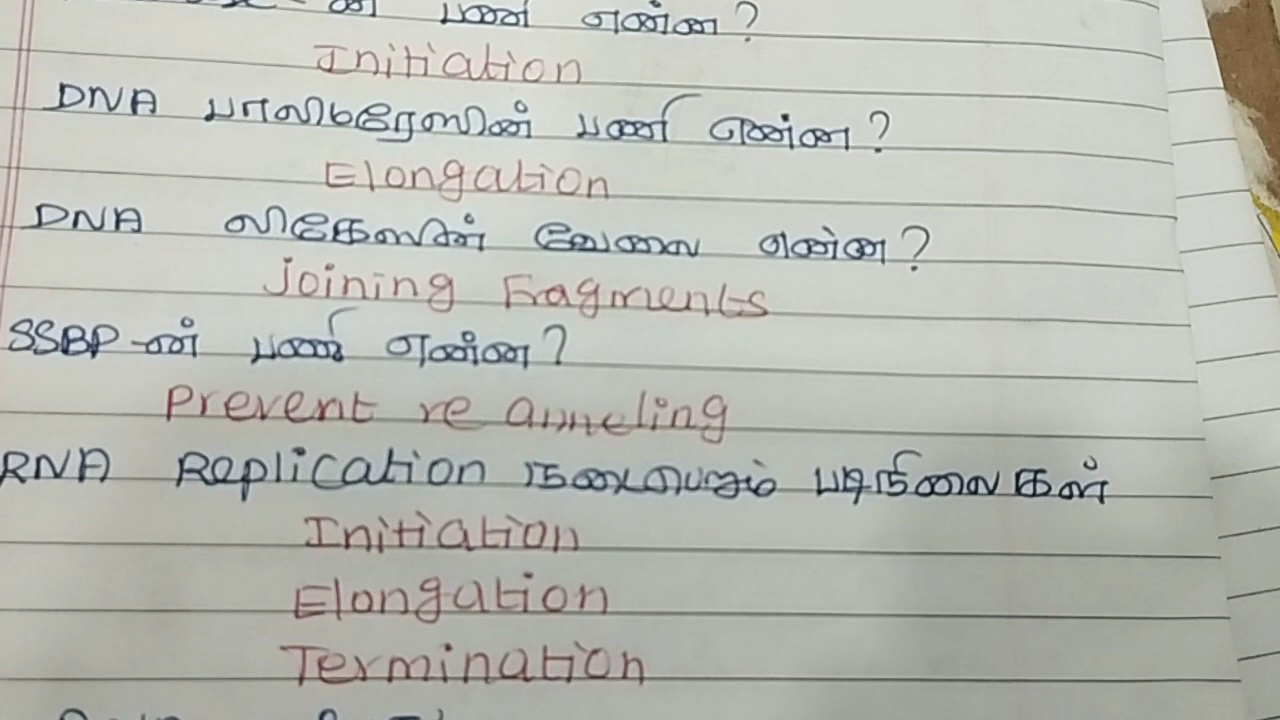 பணி என்ன?
Initiation
DNA பாலிமரேஸின் பணி என்ன?
Elongation
DNA லிகேஸின் வேலை என்ன?
Joining Fragments
SSBP-ன் பணி என்ன?
Prevent re anneling
RNA Replication நடைபெறும் படிநிலைகள்
Initiation
Elongation
Termination